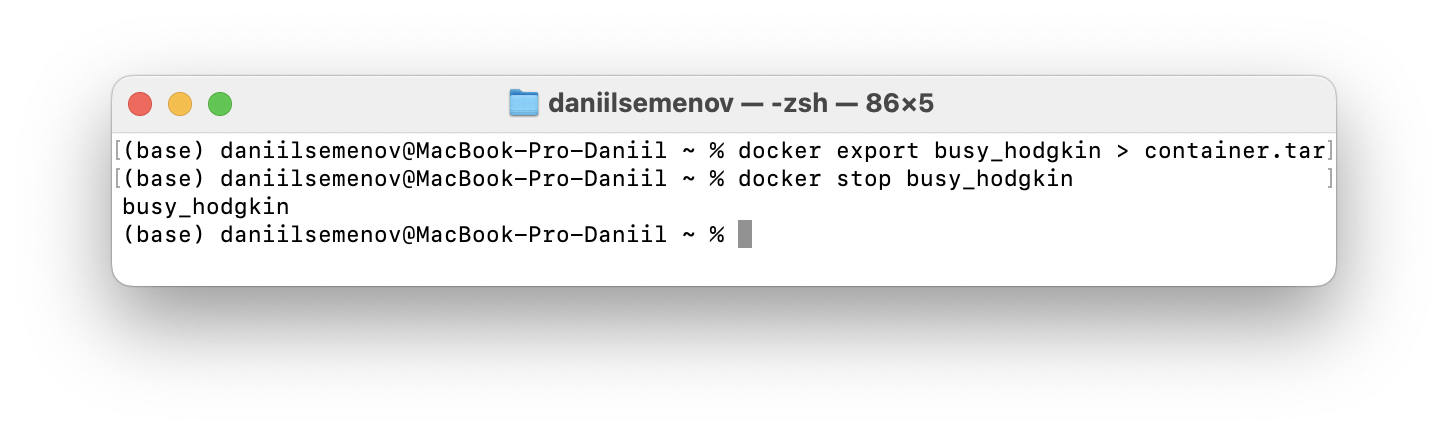 daniilsemenov — -zsh — 86×5
[(base) daniilsemenov@MacBook-Pro-Daniil ~ % docker export busy_hodgkin > container.tar]
[(base) daniilsemenov@MacBook-Pro-Daniil ~ % docker stop busy_hodgkin ]
busy_hodgkin
(base) daniilsemenov@MacBook-Pro-Daniil ~ %